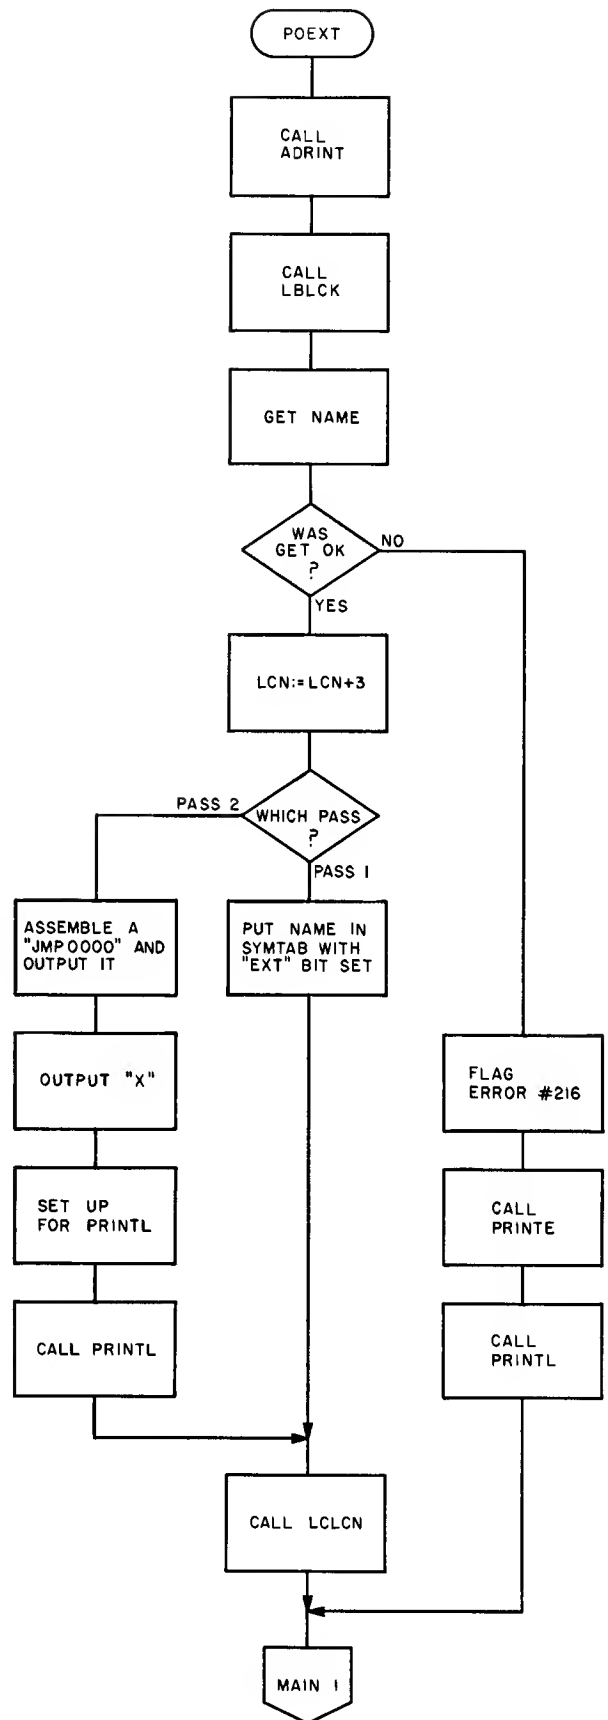 POEXT
CALL
ADRINT
CALL
LBLCK
GET NAME
WAS
GET OK
?
NO
YES
LCN:=LCN+3
PASS 2
WHICH PASS
?
PASS 1
ASSEMBLE A
"JMP 0000" AND
OUTPUT IT
PUT NAME IN
SYMTAB WITH
"EXT" BIT SET
OUTPUT "X"
FLAG
ERROR #216
SET UP
FOR PRINTL
CALL
PRINTE
CALL PRINTL
CALL
PRINTL
CALL LCLCN
MAIN 1